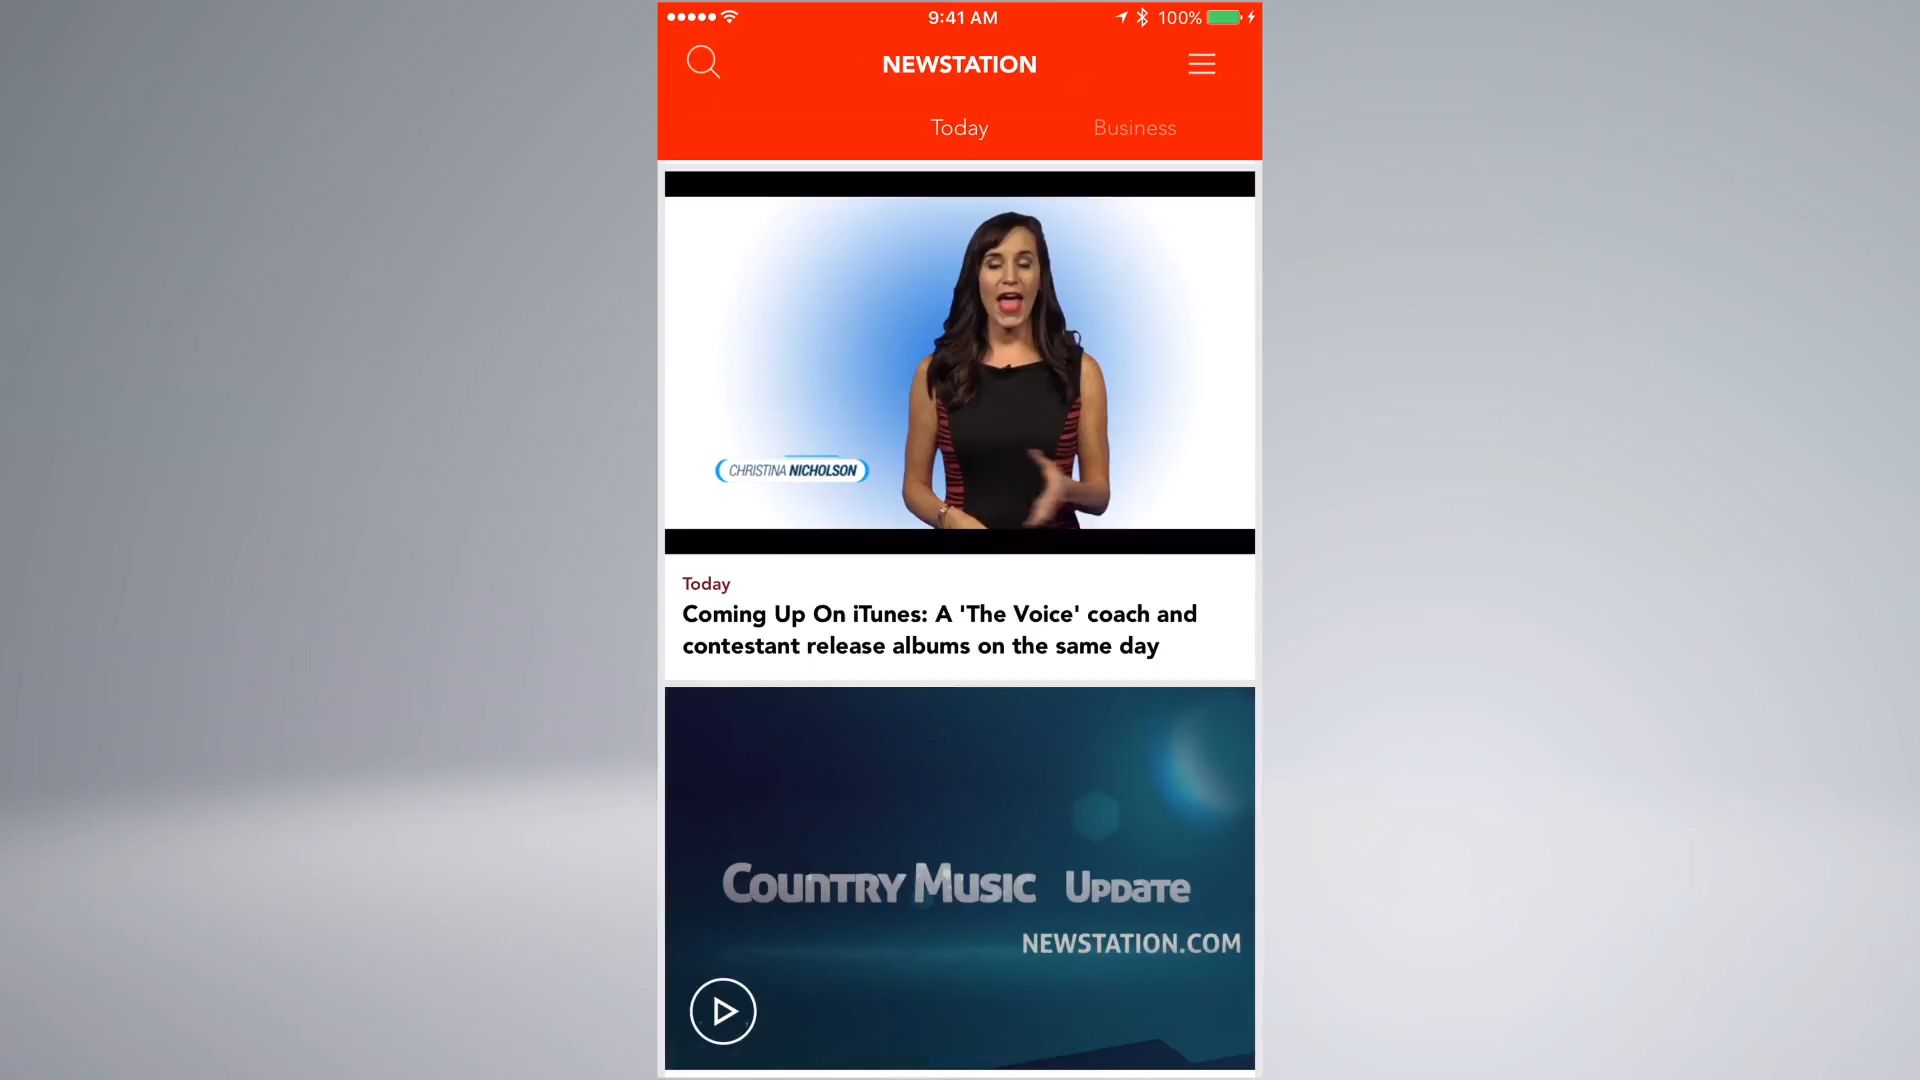 9:41 AM 100%
NEWSTATION
Today Business
CHRISTINA NICHOLSON
Today
Coming Up On iTunes: A 'The Voice' coach and
contestant release albums on the same day
Country Music Update
NEWSTATION.COM